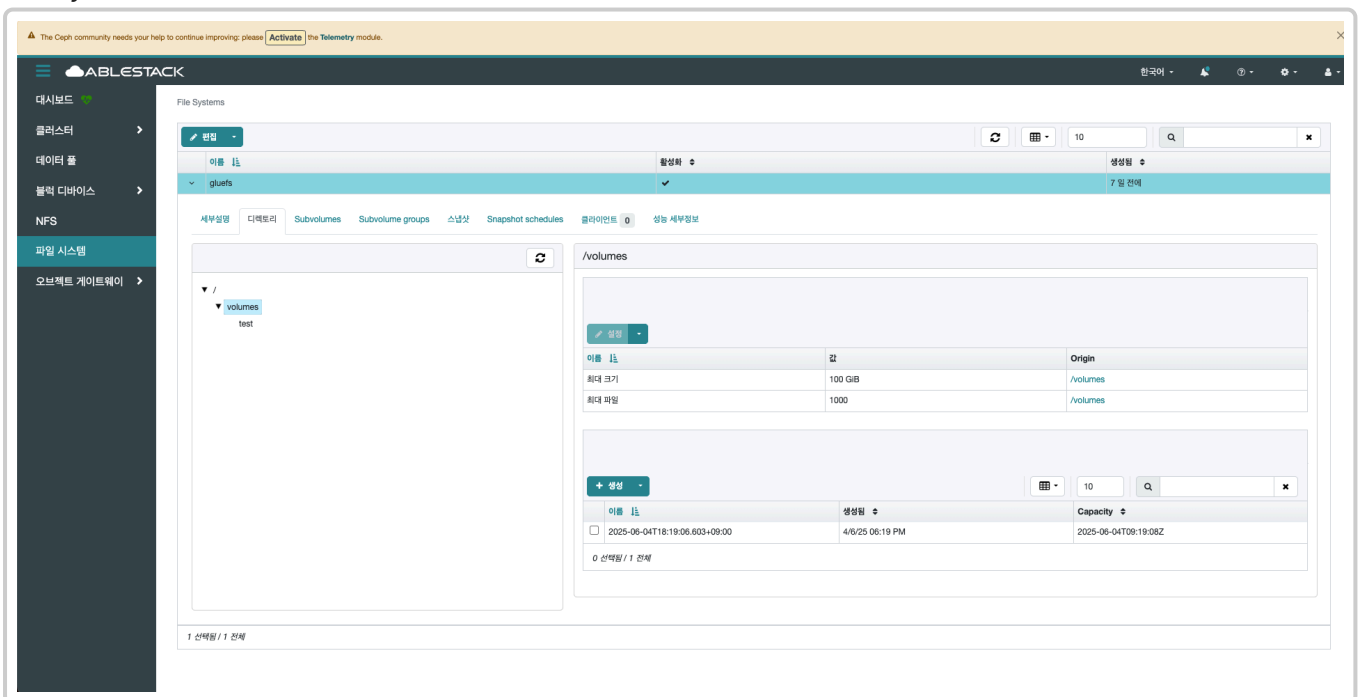 The Ceph community needs your help to continue improving: please Activate the Telemetry module.
ABLESTACK
한국어
대시보드
클러스터
데이터 풀
블럭 디바이스
NFS
파일 시스템
오브젝트 게이트웨이
File Systems
편집
10
이름 활성화 생성됨
gluefs 7 일 전에
세부설명 디렉토리 Subvolumes Subvolume groups 스냅샷 Snapshot schedules 클라이언트 0 성능 세부정보
/
volumes
test
/volumes
설정
이름 값 Origin
최대 크기 100 GiB /volumes
최대 파일 1000 /volumes
생성
10
이름 생성됨 Capacity
2025-06-04T18:19:06.603+09:00 4/6/25 06:19 PM 2025-06-04T09:19:08Z
0 선택됨 / 1 전체
1 선택됨 / 1 전체